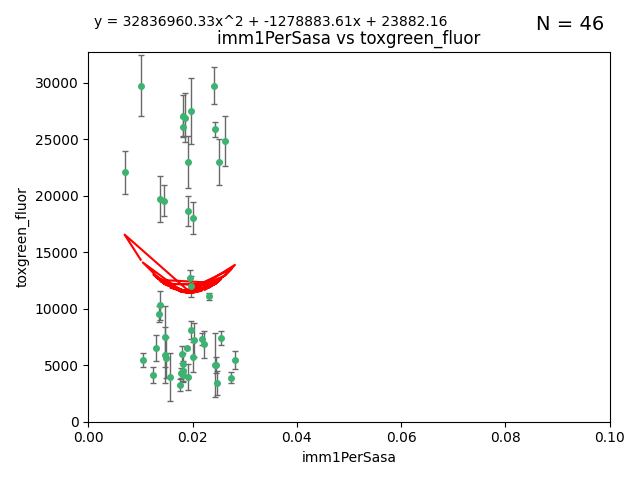 y = 32836960.33x^2 + -1278883.61x + 23882.16
N = 46
imm1PerSasa vs toxgreen_fluor
toxgreen_fluor
30000
25000
20000
15000
10000
5000
0
0.00
0.02
0.04
0.06
0.08
0.10
imm1PerSasa